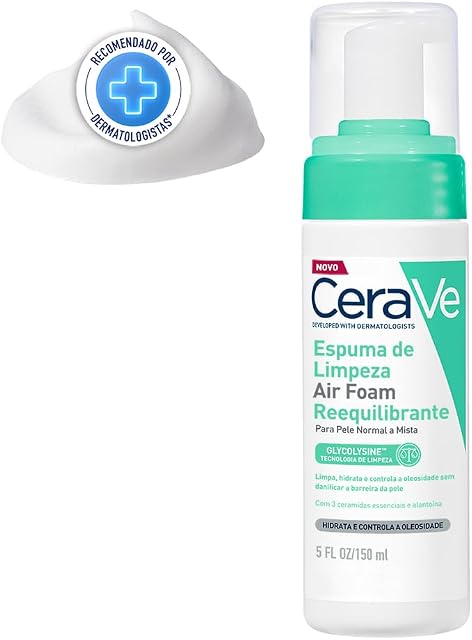 RECOMENDADO POR
DERMATOLOGISTAS*
NOVO
CeraVe
DEVELOPED WITH DERMATOLOGISTS
Espuma de
Limpeza
Air Foam
Reequilibrante
Para Pele Normal a Mista
GLYCOLYSINE™
TECNOLOGIA DE LIMPEZA
Limpa, hidrata e controla a oleosidade sem
danificar a barreira da pele
Com 3 ceramidas essenciais e alantoína
HIDRATA E CONTROLA A OLEOSIDADE
5 FL OZ/150 ml